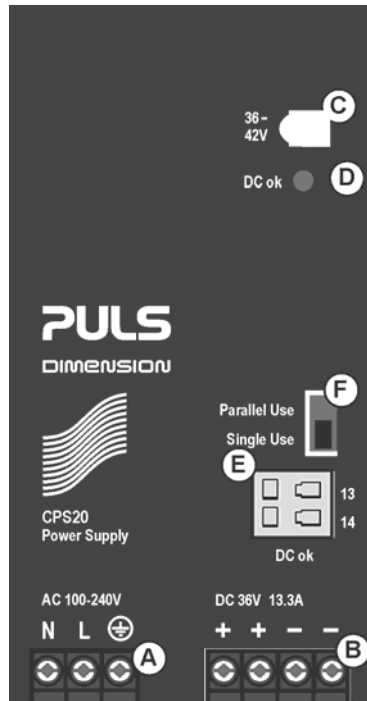 C
36-
42V
DC ok
D
PULS
DIMENSION
F
Parallel Use
Single Use
E
13
14
DC ok
CPS20
Power Supply
AC 100-240V
N L
A
DC 36V 13.3A
+ + − −
B